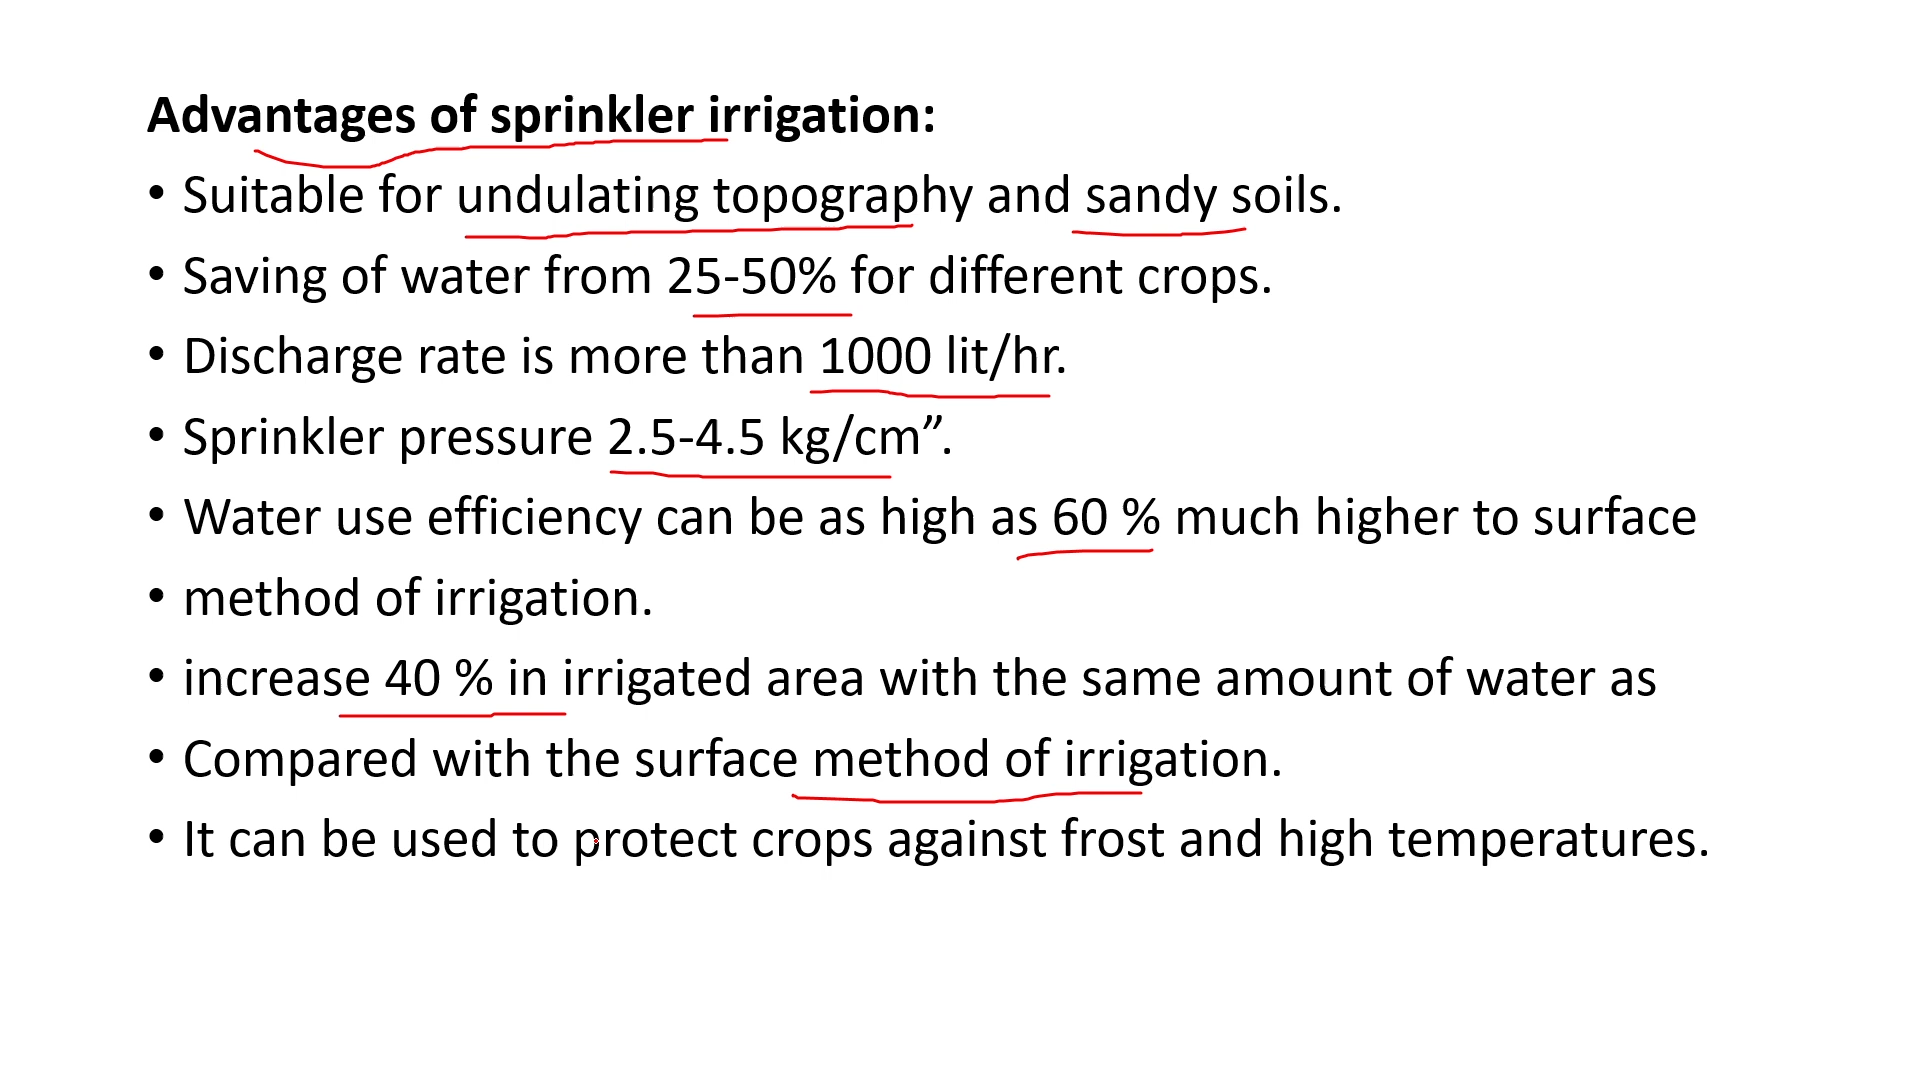 Advantages of sprinkler irrigation:
• Suitable for undulating topography and sandy soils.
• Saving of water from 25-50% for different crops.
• Discharge rate is more than 1000 lit/hr.
• Sprinkler pressure 2.5-4.5 kg/cm”.
• Water use efficiency can be as high as 60 % much higher to surface
• method of irrigation.
• increase 40 % in irrigated area with the same amount of water as
• Compared with the surface method of irrigation.
• It can be used to protect crops against frost and high temperatures.